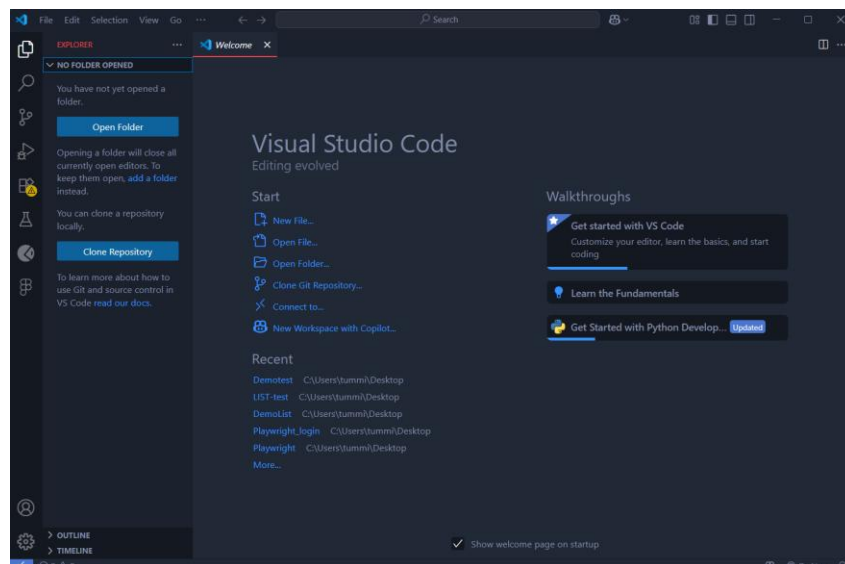 File Edit Selection View Go ... Search
EXPLORER ...
Welcome
NO FOLDER OPENED
You have not yet opened a
folder.
Open Folder
Opening a folder will close all
currently open editors. To
keep them open, add a folder
instead.
You can clone a repository
locally.
Clone Repository
To learn more about how to
use Git and source control in
VS Code read our docs.
OUTLINE
TIMELINE
Visual Studio Code
Editing evolved
Start
New File...
Open File...
Open Folder...
Clone Git Repository...
Connect to...
New Workspace with Copilot...
Recent
Demotest C:\Users\tummi\Desktop
LIST-test C:\Users\tummi\Desktop
DemoList C:\Users\tummi\Desktop
Playwright_login C:\Users\tummi\Desktop
Playwright C:\Users\tummi\Desktop
More...
Walkthroughs
Get started with VS Code
Customize your editor, learn the basics, and start
coding
Learn the Fundamentals
Get Started with Python Develop... Updated
Show welcome page on startup